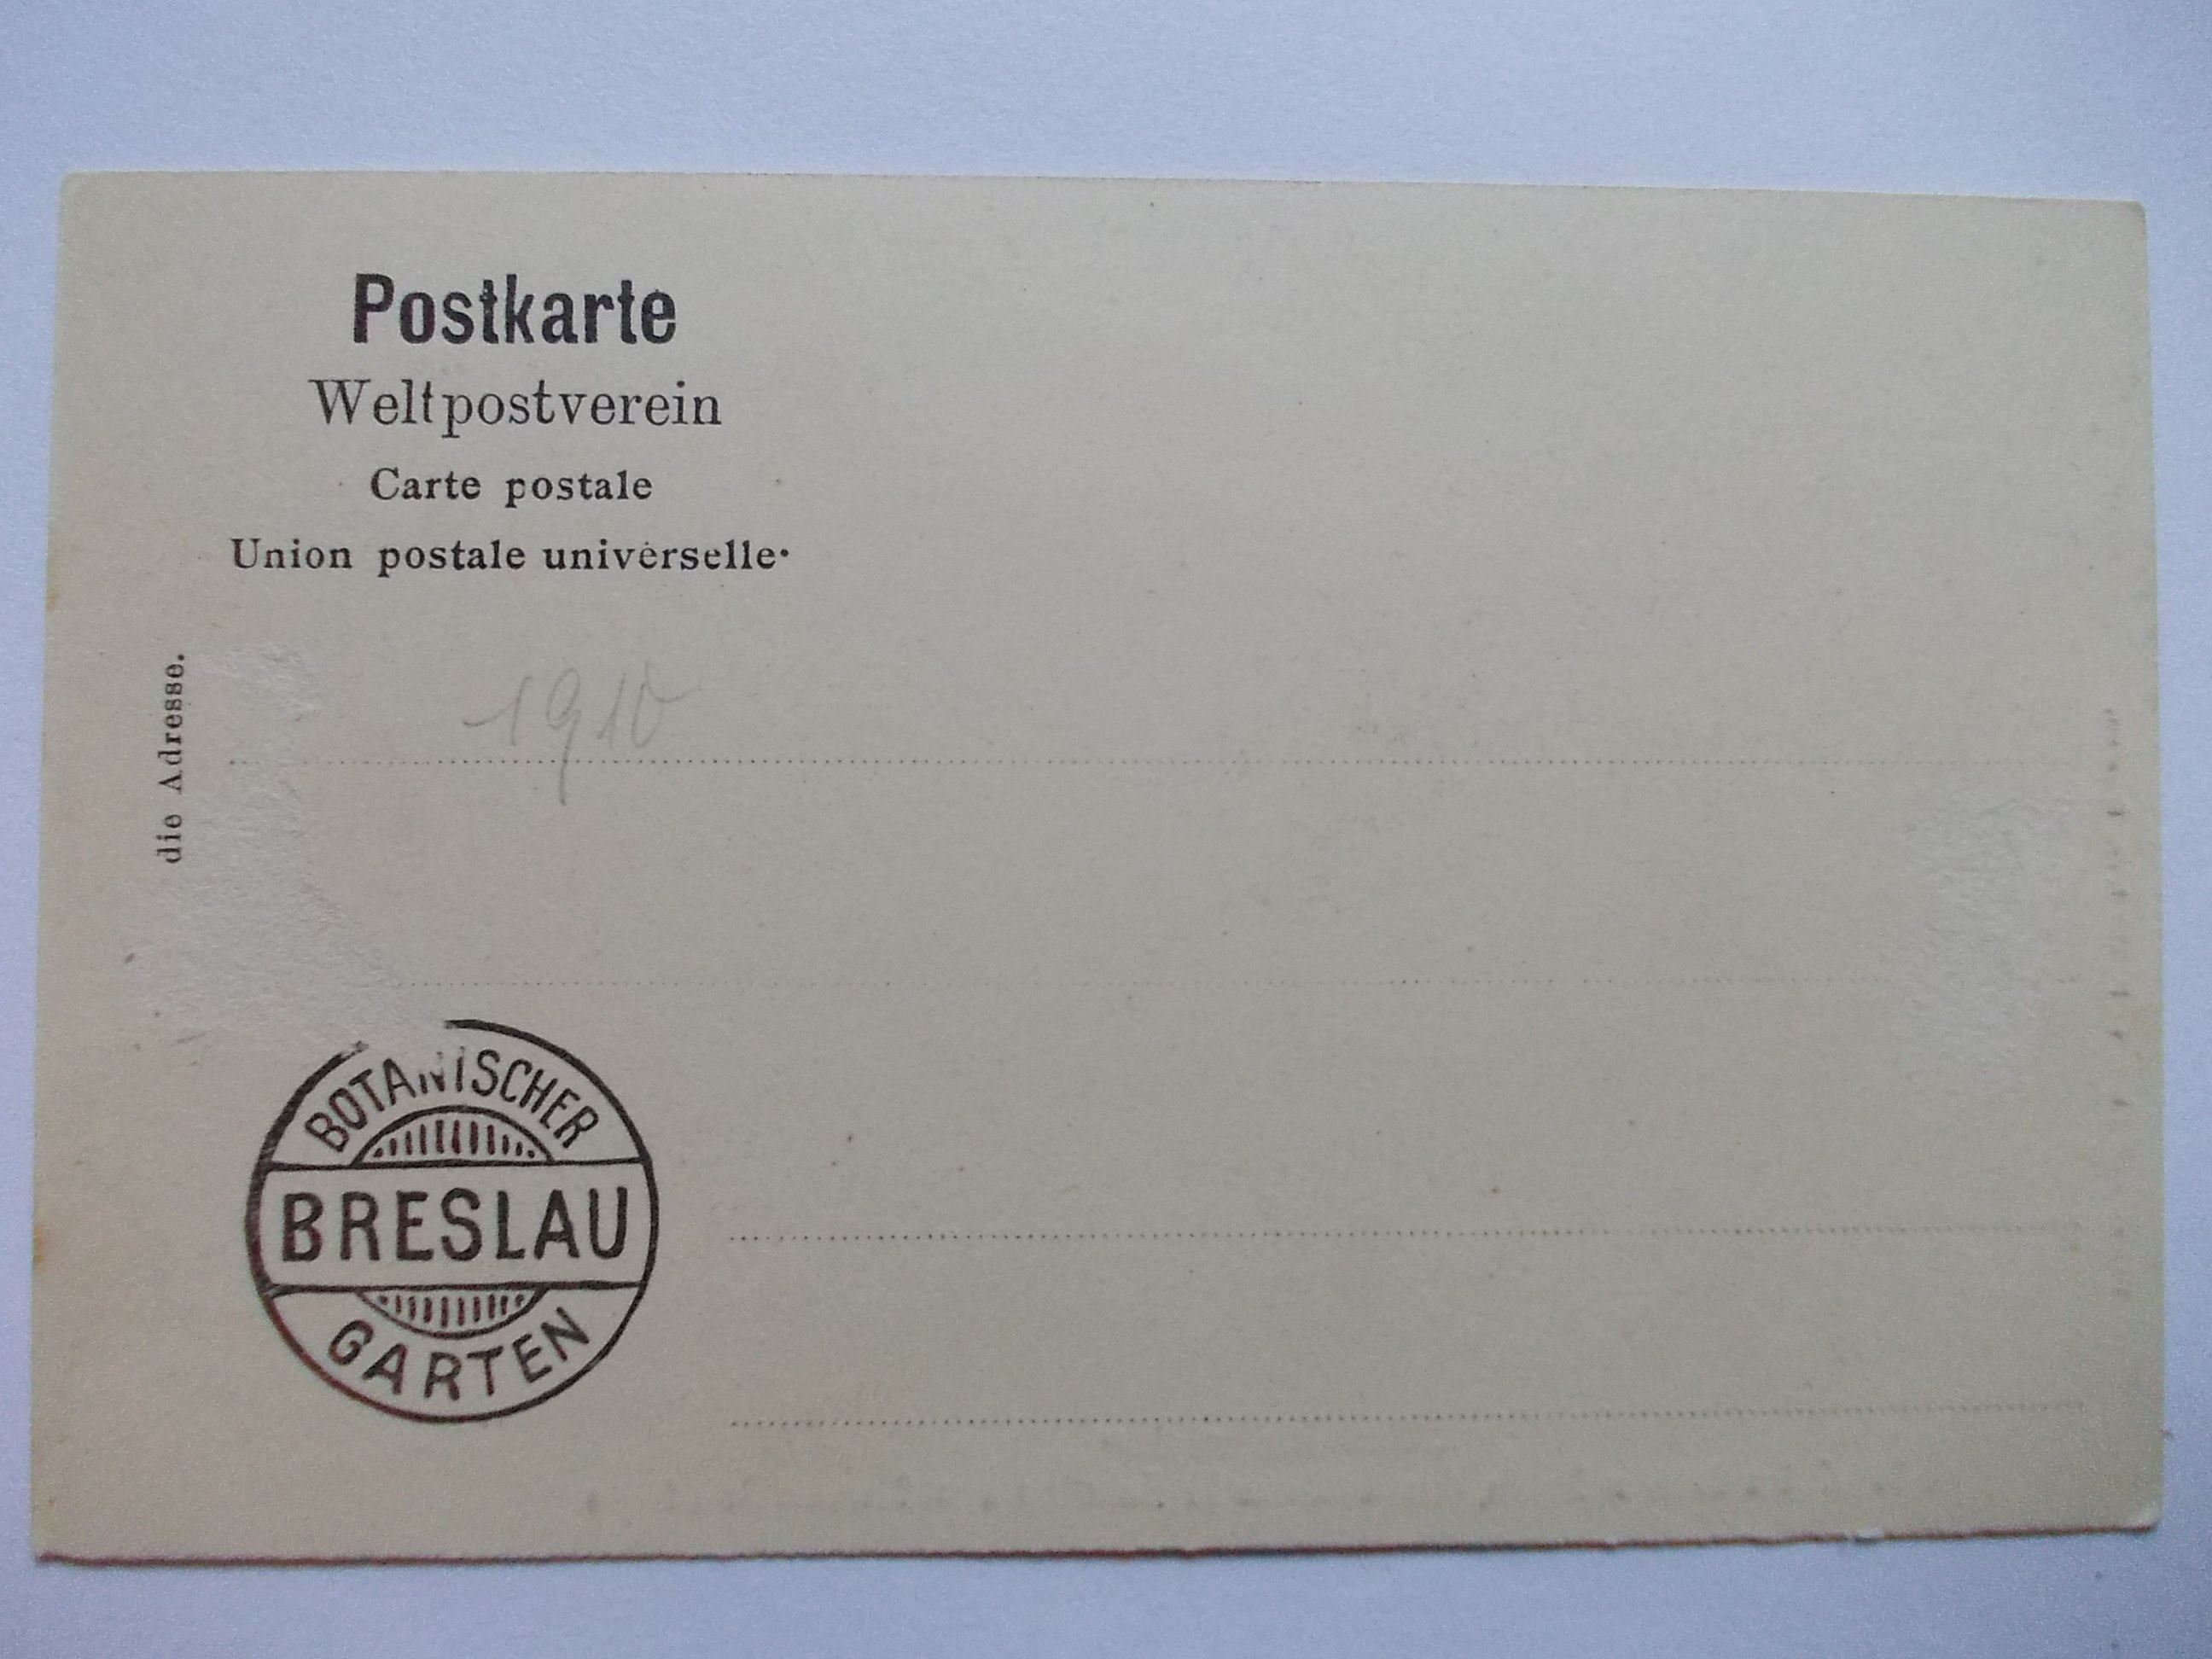 Postkarte
Weltpostverein
Carte postale
Union postale universelle.
die Adresse.
1910
BOTANISCHER
BRESLAU
GARTEN